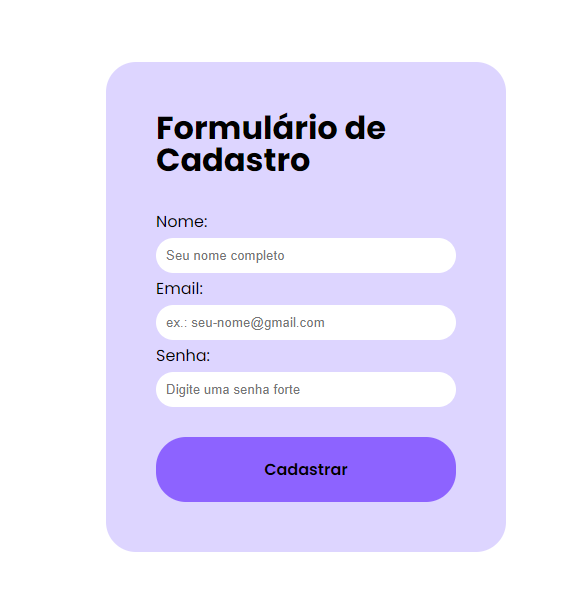 Formulário de
Cadastro
Nome:
Seu nome completo
Email:
ex.: seu-nome@gmail.com
Senha:
Digite uma senha forte
Cadastrar